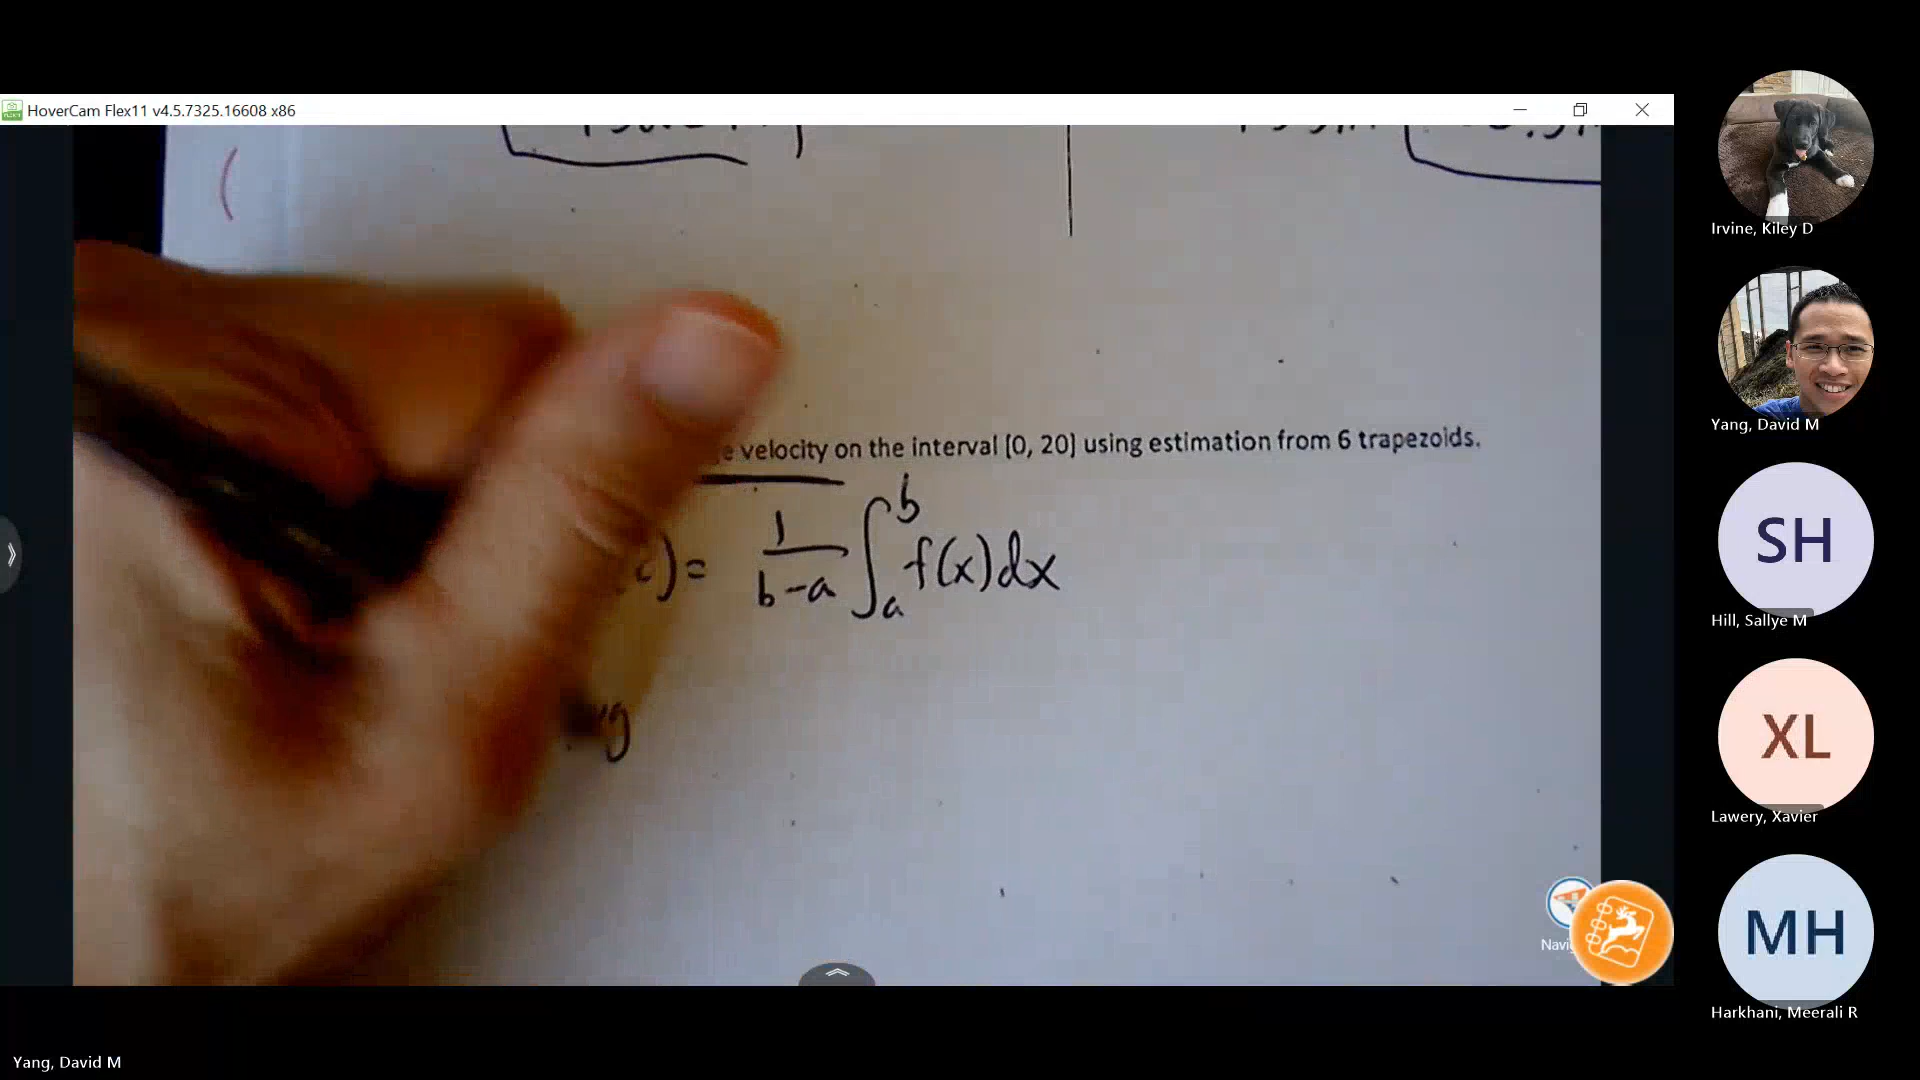 HoverCam Flex11 v4.5.7325.16608 x86
velocity on the interval [0, 20] using estimation from 6 trapezoids.
c) = 1/(b-a) ∫_a^b f(x)dx
Irvine, Kiley D
Yang, David M
SH
Hill, Sallye M
XL
Lawery, Xavier
MH
Harkhani, Meerali R
Yang, David M